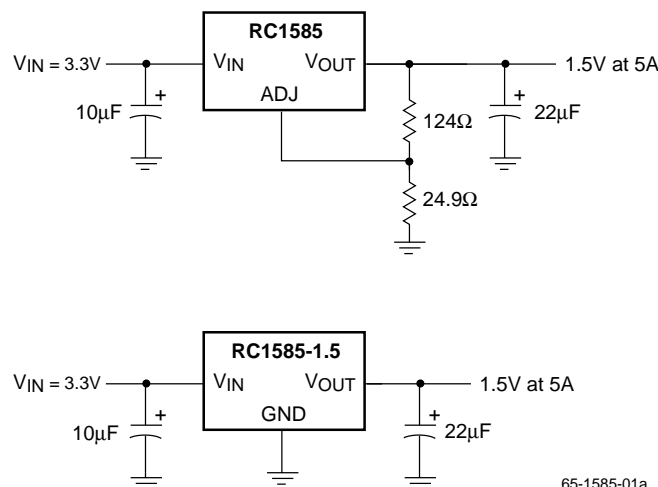 RC1585
VIN = 3.3V VIN VOUT 1.5V at 5A
ADJ
10µF + 124Ω + 22µF
24.9Ω
RC1585-1.5
VIN = 3.3V VIN VOUT 1.5V at 5A
GND
10µF + + 22µF
65-1585-01a